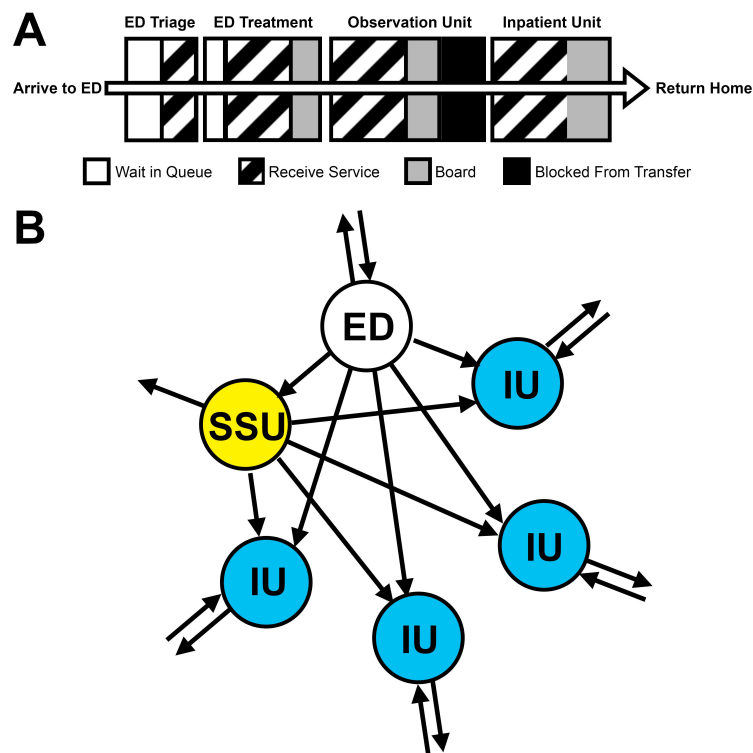 A
ED Triage ED Treatment Observation Unit Inpatient Unit
Arrive to ED Return Home
Wait in Queue Receive Service Board Blocked From Transfer
B
ED
IU
SSU
IU
IU
IU